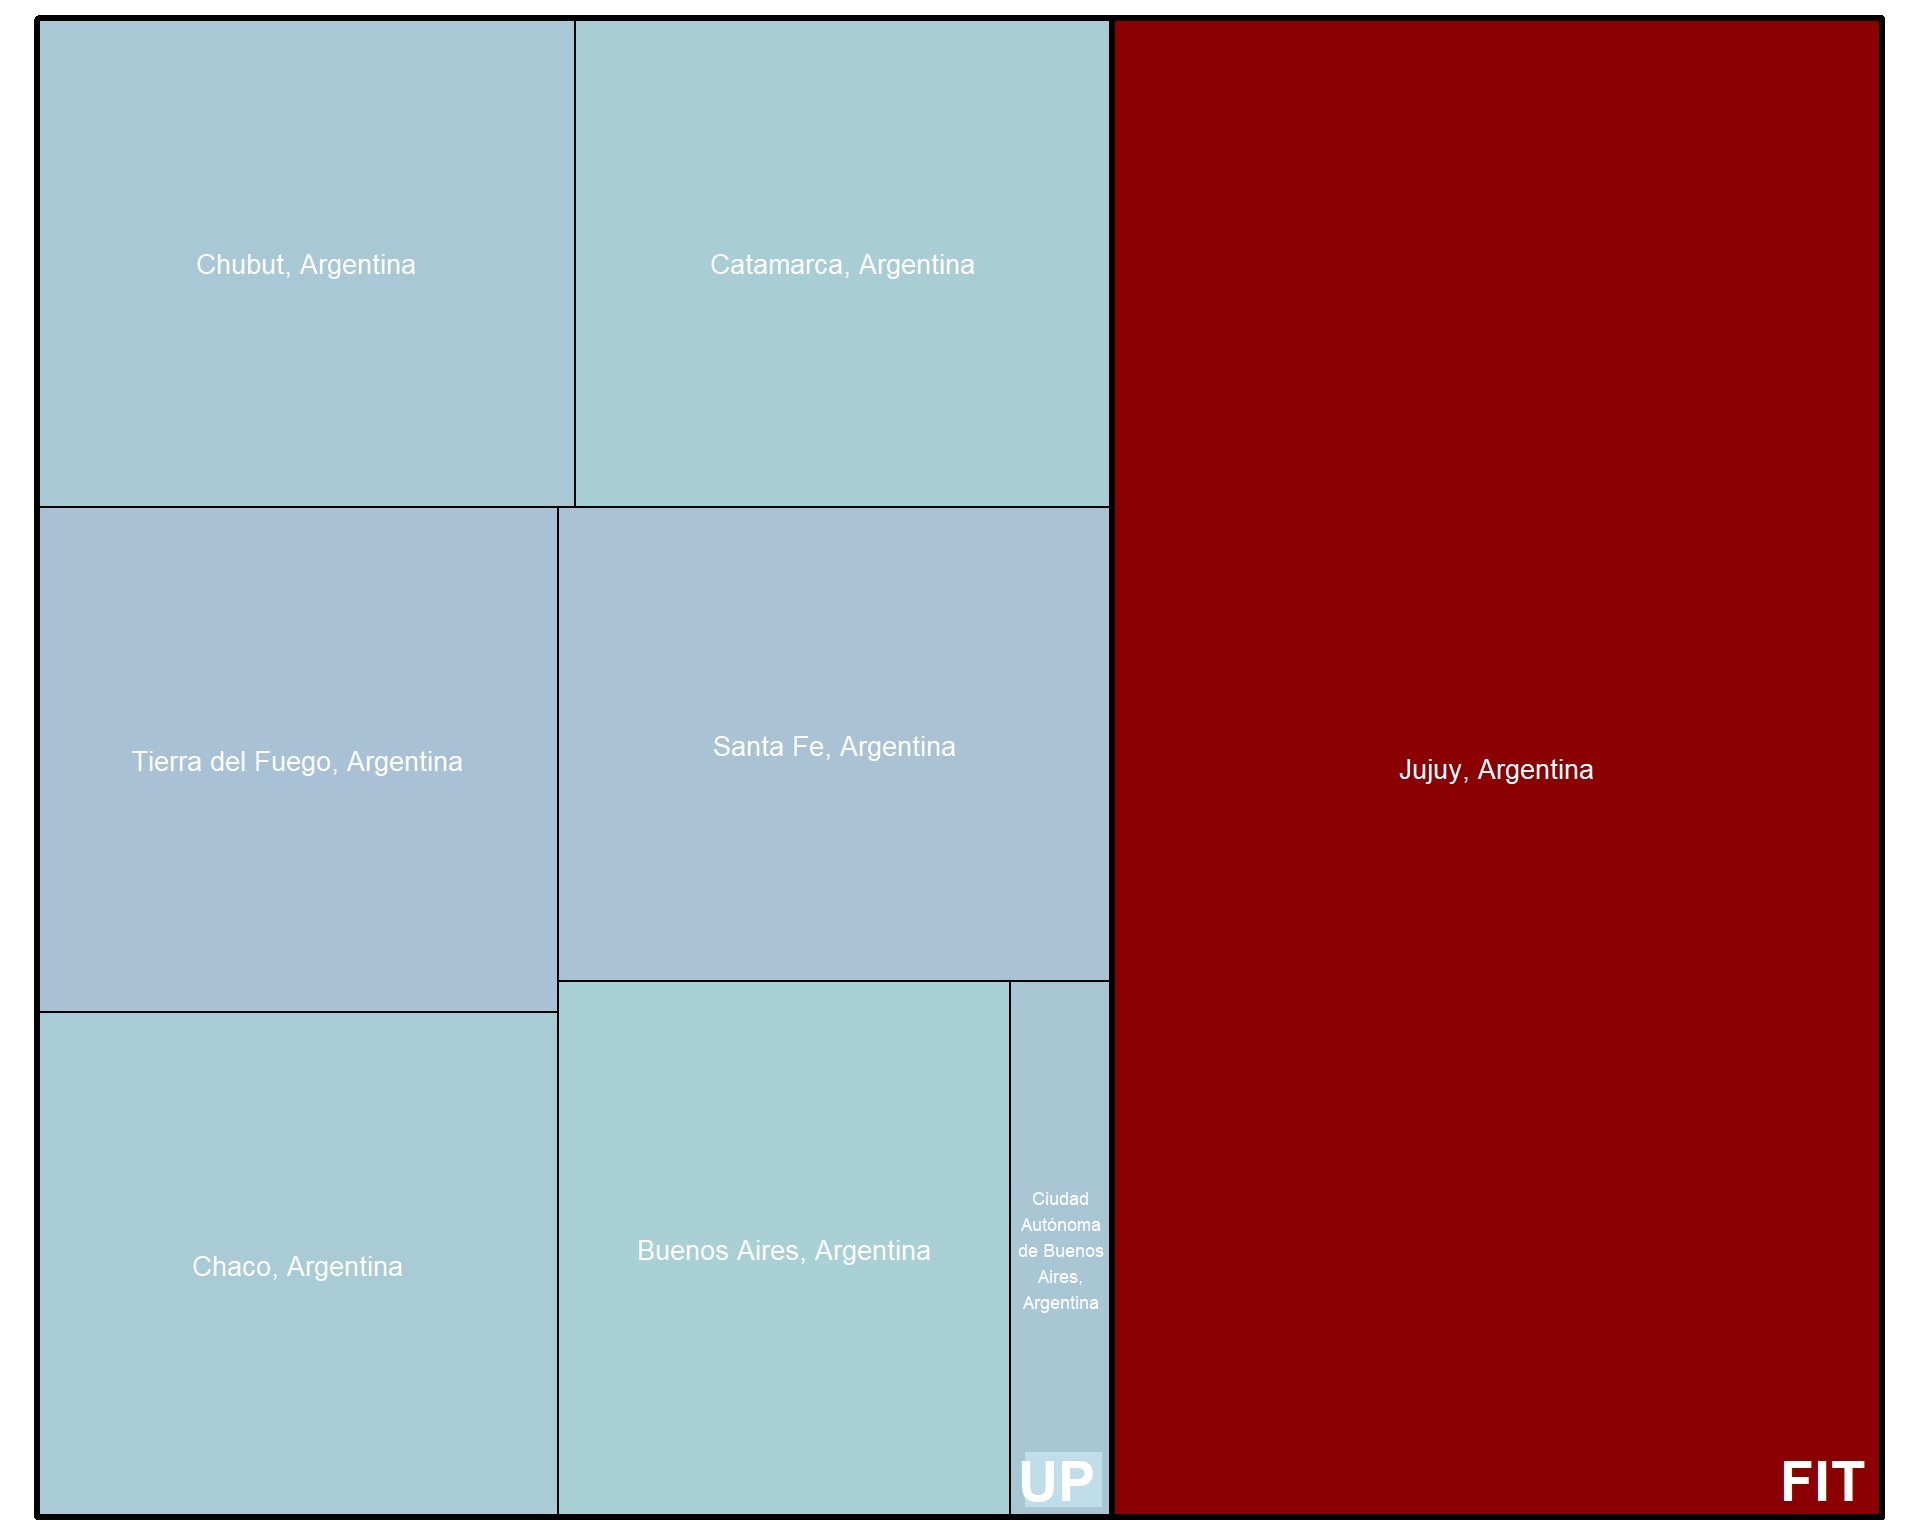 Chubut, Argentina
Catamarca, Argentina
Tierra del Fuego, Argentina
Santa Fe, Argentina
Jujuy, Argentina
Chaco, Argentina
Buenos Aires, Argentina
Ciudad
Autónoma
de Buenos
Aires,
Argentina
UP
FIT